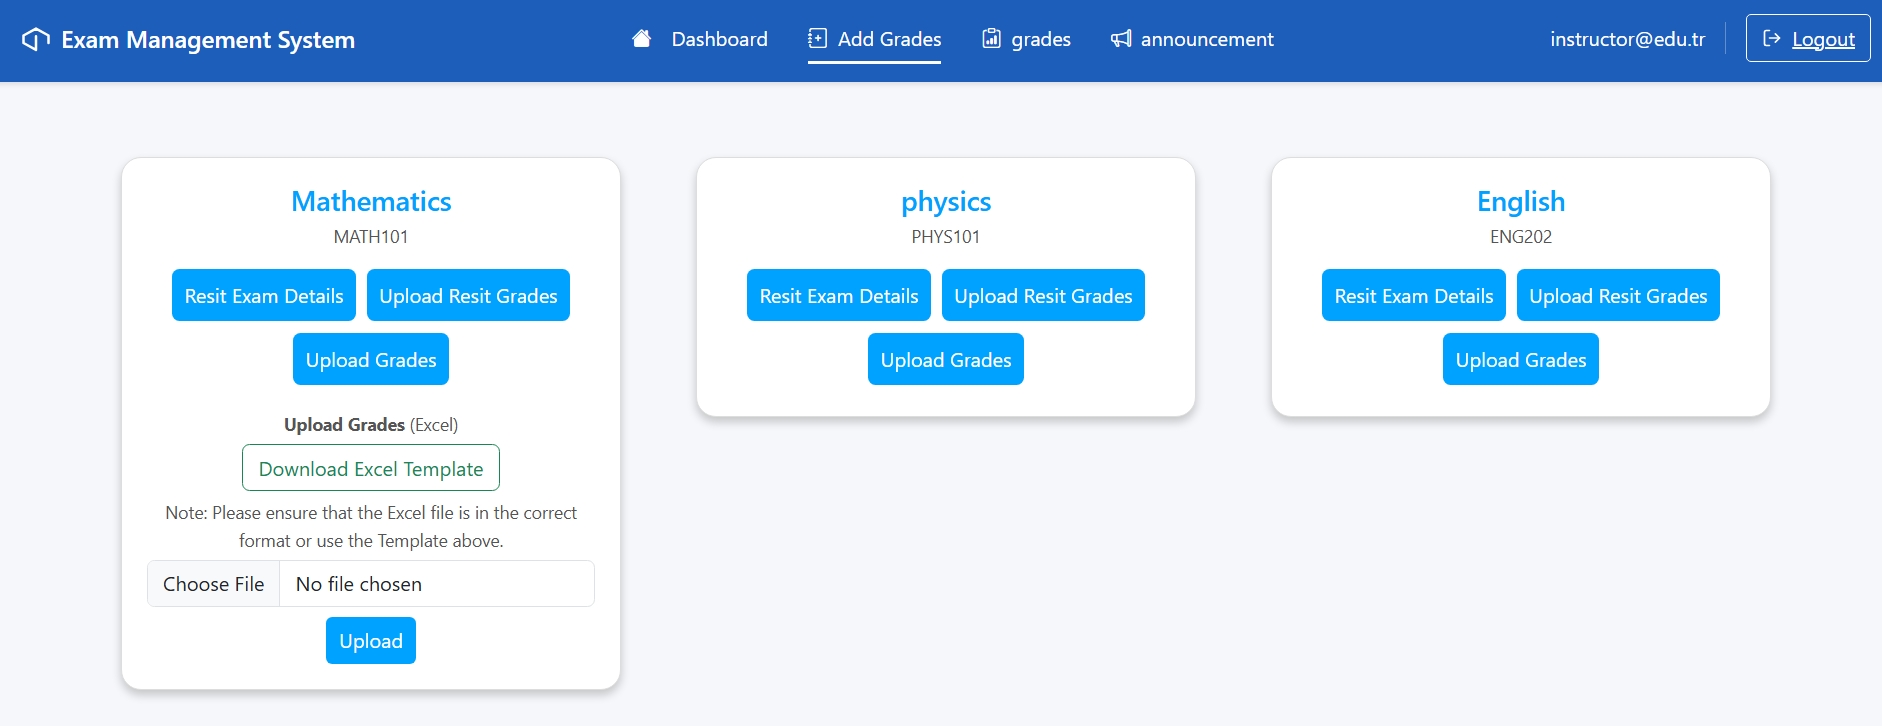 Exam Management System
Dashboard
Add Grades
grades
announcement
instructor@edu.tr
Logout
Mathematics
MATH101
Resit Exam Details
Upload Resit Grades
Upload Grades
Upload Grades (Excel)
Download Excel Template
Note: Please ensure that the Excel file is in the correct
format or use the Template above.
Choose File
No file chosen
Upload
physics
PHYS101
Resit Exam Details
Upload Resit Grades
Upload Grades
English
ENG202
Resit Exam Details
Upload Resit Grades
Upload Grades